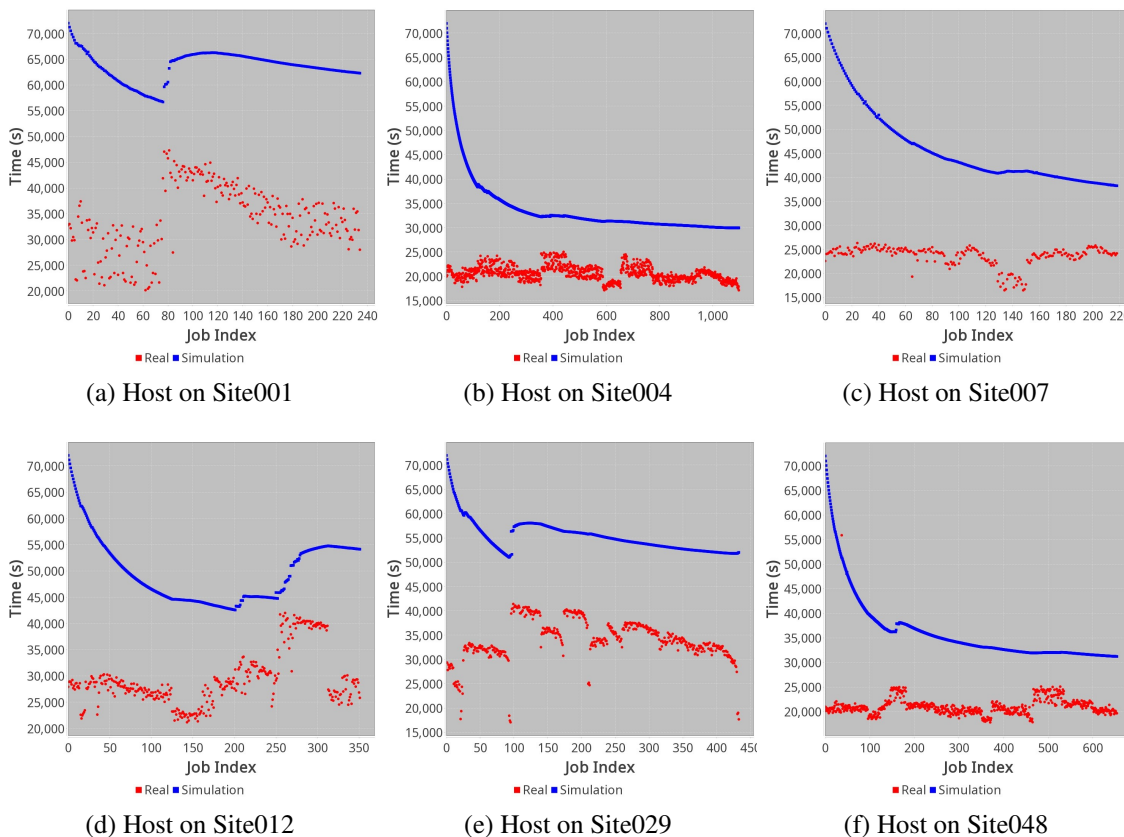 70,000
65,000
60,000
55,000
50,000
45,000
40,000
35,000
30,000
25,000
20,000
Time (s)
0 20 40 60 80 100 120 140 160 180 200 220 240
Job Index
Real Simulation
(a) Host on Site001
70,000
65,000
60,000
55,000
50,000
45,000
40,000
35,000
30,000
25,000
20,000
15,000
Time (s)
0 200 400 600 800 1,000
Job Index
Real Simulation
(b) Host on Site004
70,000
65,000
60,000
55,000
50,000
45,000
40,000
35,000
30,000
25,000
20,000
15,000
Time (s)
0 20 40 60 80 100 120 140 160 180 200 22
Job Index
Real Simulation
(c) Host on Site007
70,000
65,000
60,000
55,000
50,000
45,000
40,000
35,000
30,000
25,000
20,000
Time (s)
0 50 100 150 200 250 300 350
Job Index
Real Simulation
(d) Host on Site012
70,000
65,000
60,000
55,000
50,000
45,000
40,000
35,000
30,000
25,000
20,000
15,000
Time (s)
0 50 100 150 200 250 300 350 400 45
Job Index
Real Simulation
(e) Host on Site029
70,000
65,000
60,000
55,000
50,000
45,000
40,000
35,000
30,000
25,000
20,000
Time (s)
0 100 200 300 400 500 600
Job Index
Real Simulation
(f) Host on Site048